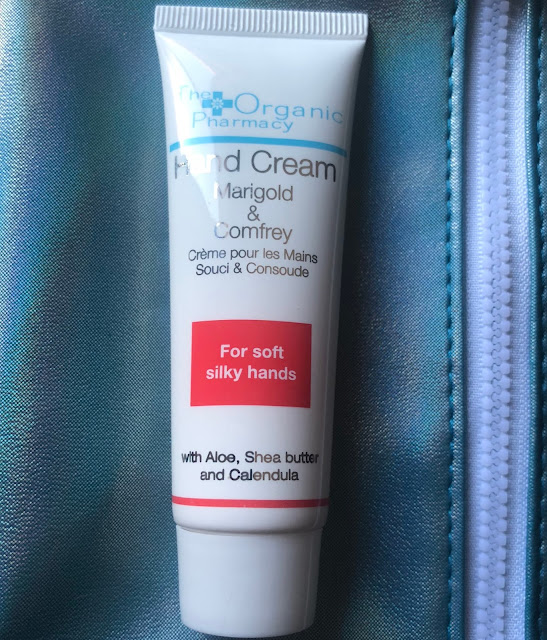 The Organic
Pharmacy
Hand Cream
Marigold
&
Comfrey
Crème pour les Mains
Souci & Consoude
For soft
silky hands
with Aloe, Shea butter
and Calendula